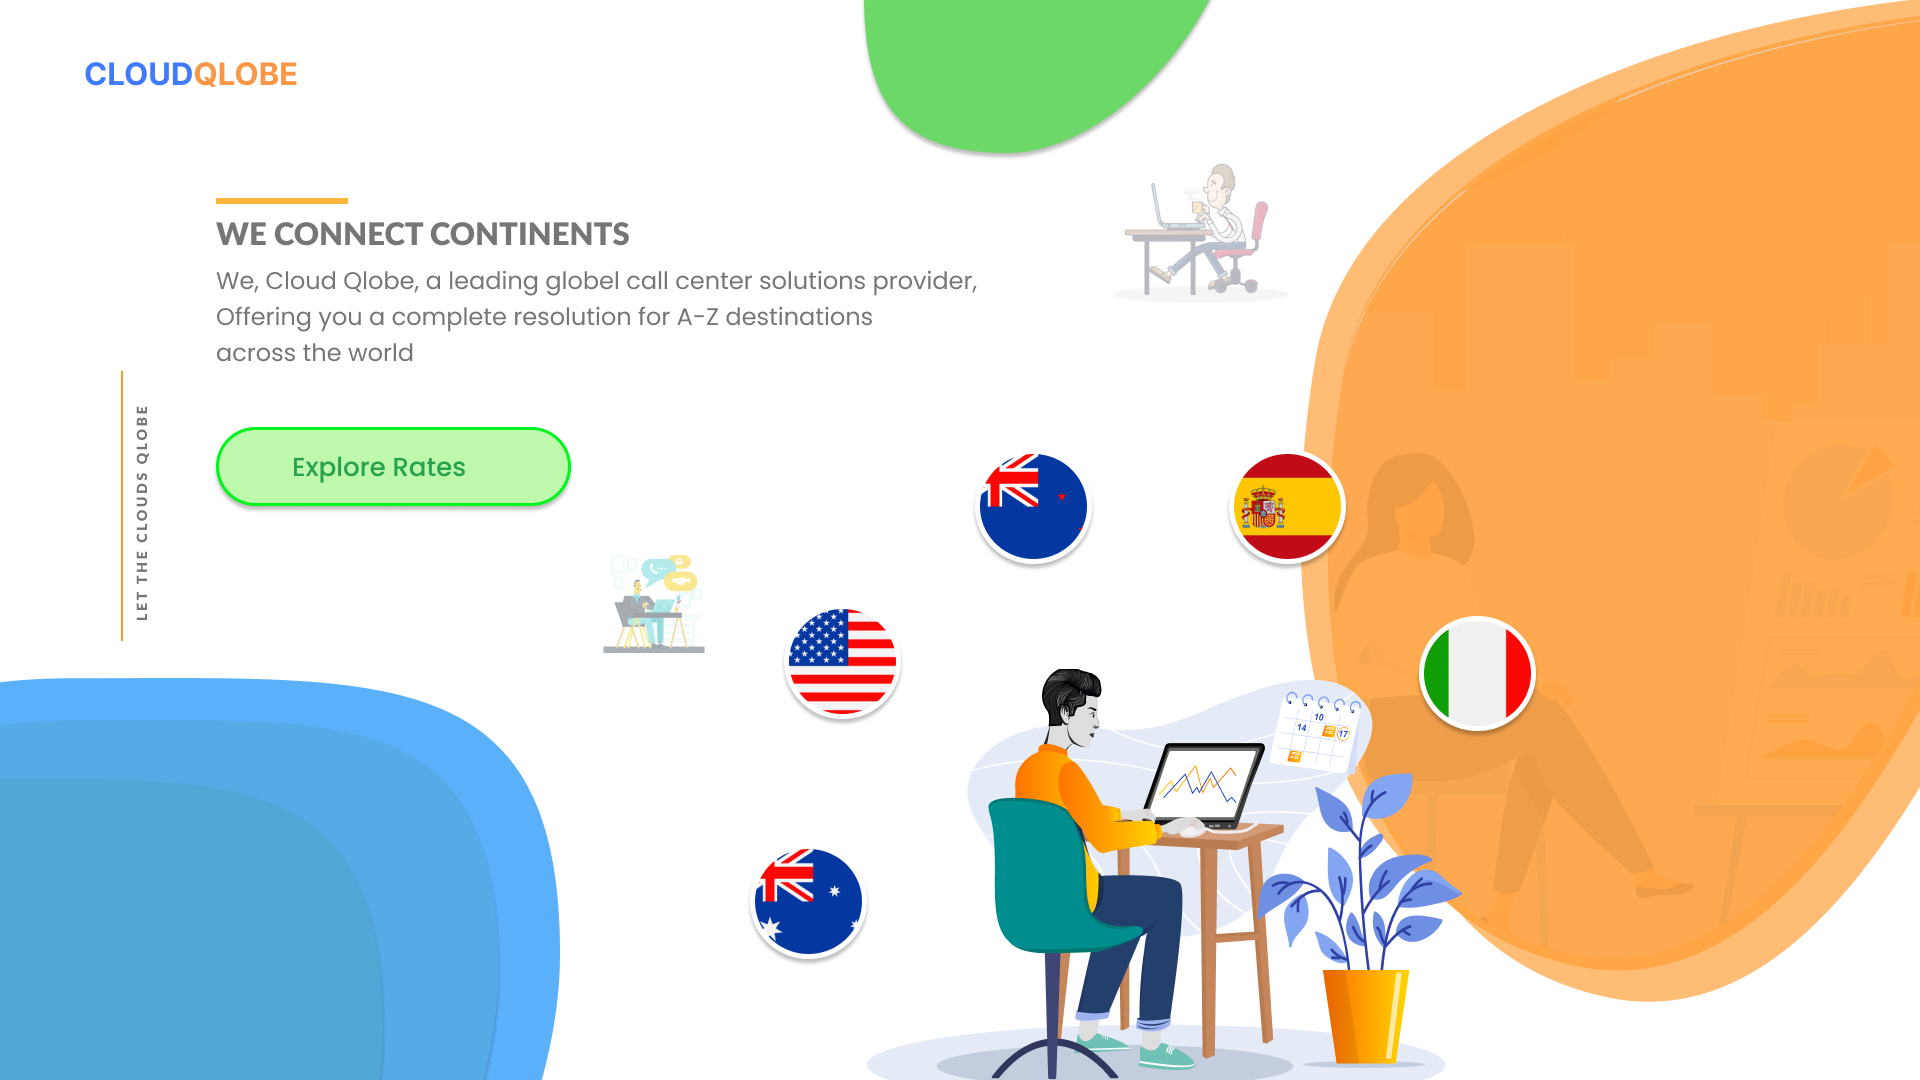 CLOUDQLOBE
WE CONNECT CONTINENTS
We, Cloud Qlobe, a leading globel call center solutions provider,
Offering you a complete resolution for A-Z destinations
across the world
Explore Rates
LET THE CLOUDS QLOBE
10
14
17